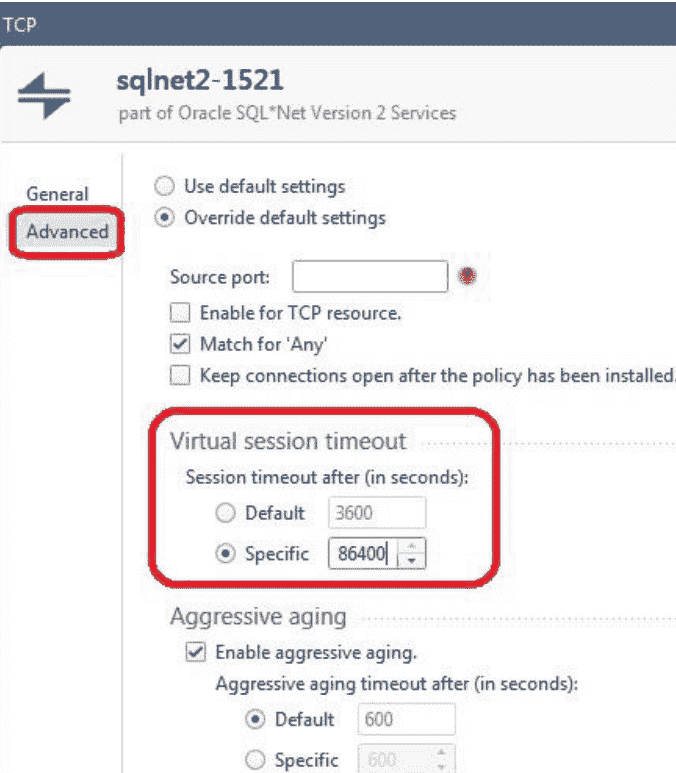 TCP
sqlnet2-1521
part of Oracle SQL*Net Version 2 Services
General
Advanced
Use default settings
Override default settings
Source port:
Enable for TCP resource.
Match for 'Any'
Keep connections open after the policy has been installed.
Virtual session timeout
Session timeout after (in seconds):
Default 3600
Specific 86400
Aggressive aging
Enable aggressive aging.
Aggressive aging timeout after (in seconds):
Default 600
Specific 600